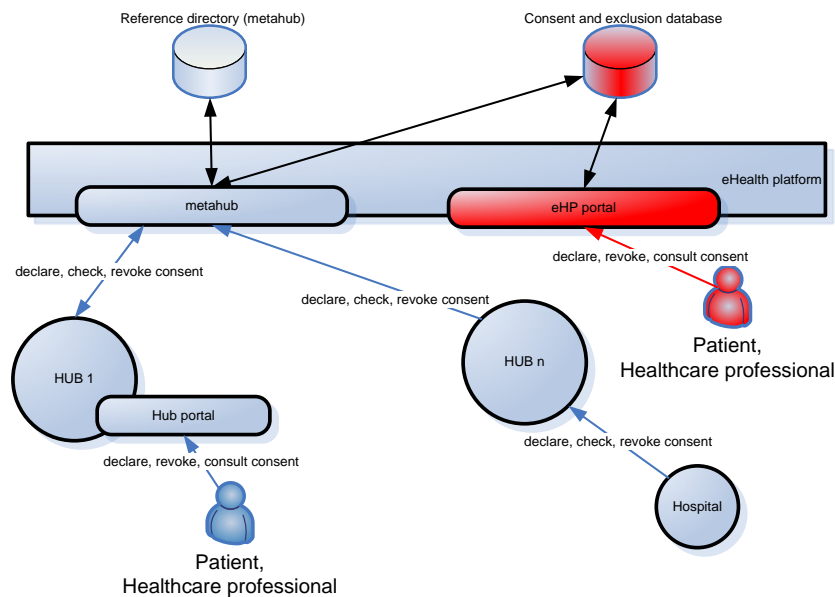 Reference directory (metahub)
Consent and exclusion database
eHealth platform
metahub
eHP portal
declare, check, revoke consent
declare, revoke, consult consent
declare, check, revoke consent
Patient,
Healthcare professional
HUB 1
HUB n
Hub portal
declare, check, revoke consent
declare, revoke, consult consent
Hospital
Patient,
Healthcare professional